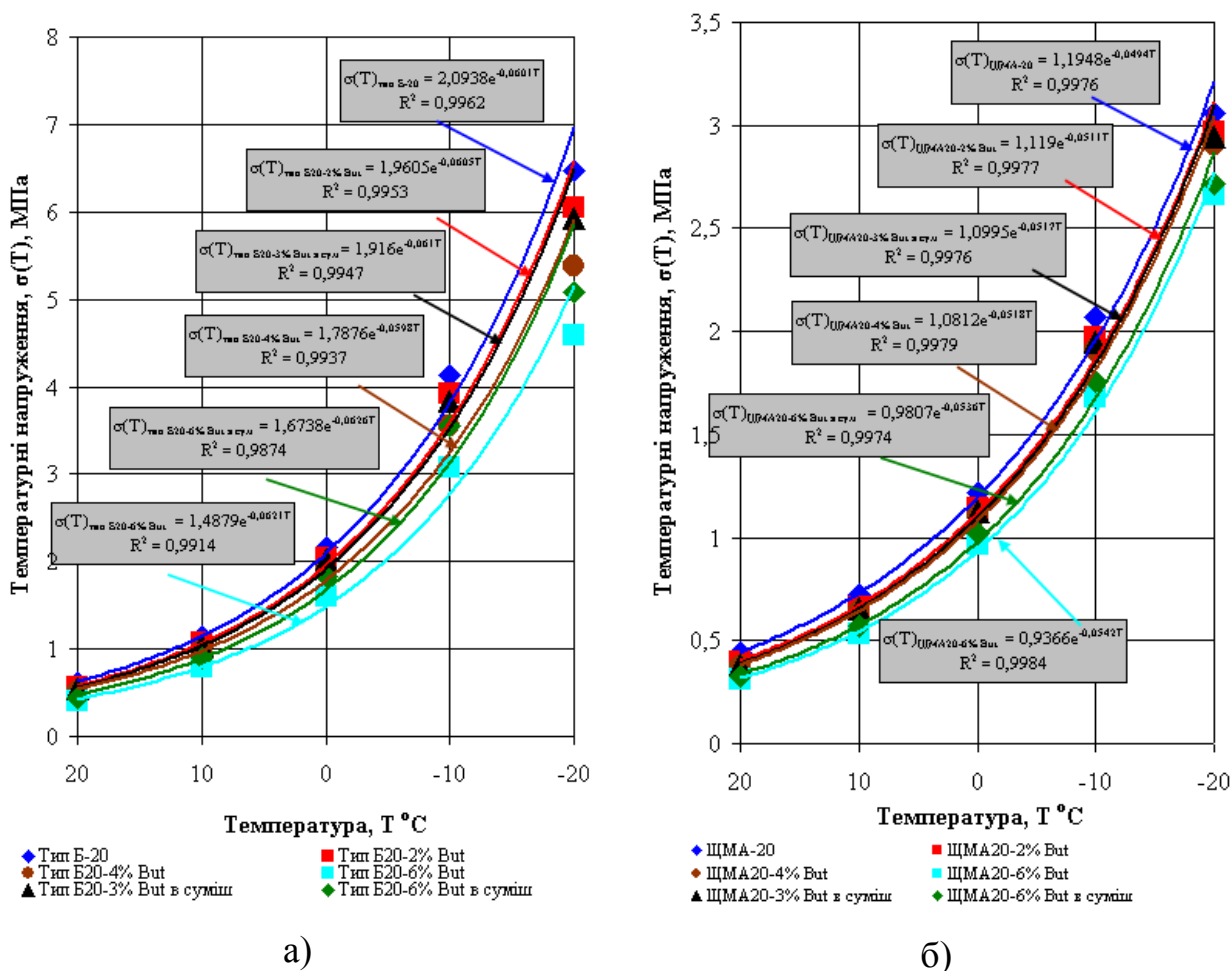 Температурні напруження, σ(T), МПа
8
7
6
5
4
3
2
1
0
σ(T)тип Б-20 = 2,0938e-0,0601T
R2 = 0,9962
σ(T)тип Б20-2% But = 1,9605e-0,0605T
R2 = 0,9953
σ(T)тип Б20-3% But в сум = 1,916e-0,061T
R2 = 0,9947
σ(T)тип Б20-4% But = 1,7876e-0,0598T
R2 = 0,9937
σ(T)тип Б20-6% But в сум = 1,6738e-0,0626T
R2 = 0,9874
σ(T)тип Б20-6% But = 1,4879e-0,0621T
R2 = 0,9914
20 10 0 -10 -20
Температура, Т oС
Тип Б-20 Тип Б20-2% But
Тип Б20-4% But Тип Б20-6% But
Тип Б20-3% But в суміш Тип Б20-6% But в суміш
а)
Температурні напруження, σ(T), МПа
3,5
3
2,5
2
1,5
1
0,5
0
σ(T)ЩМА-20 = 1,1948e-0,0494T
R2 = 0,9976
σ(T)ЩМА20-2% But = 1,119e-0,0511T
R2 = 0,9977
σ(T)ЩМА20-3% But в сум = 1,0995e-0,0517T
R2 = 0,9976
σ(T)ЩМА20-4% But = 1,0812e-0,0518T
R2 = 0,9979
σ(T)ЩМА20-6% But в сум = 0,9807e-0,0536T
R2 = 0,9974
σ(T)ЩМА20-6% But = 0,9366e-0,0542T
R2 = 0,9984
20 10 0 -10 -20
Температура, Т oС
ЩМА-20 ЩМА20-2% But
ЩМА20-4% But ЩМА20-6% But
ЩМА20-3% But в суміш ЩМА20-6% But в суміш
б)